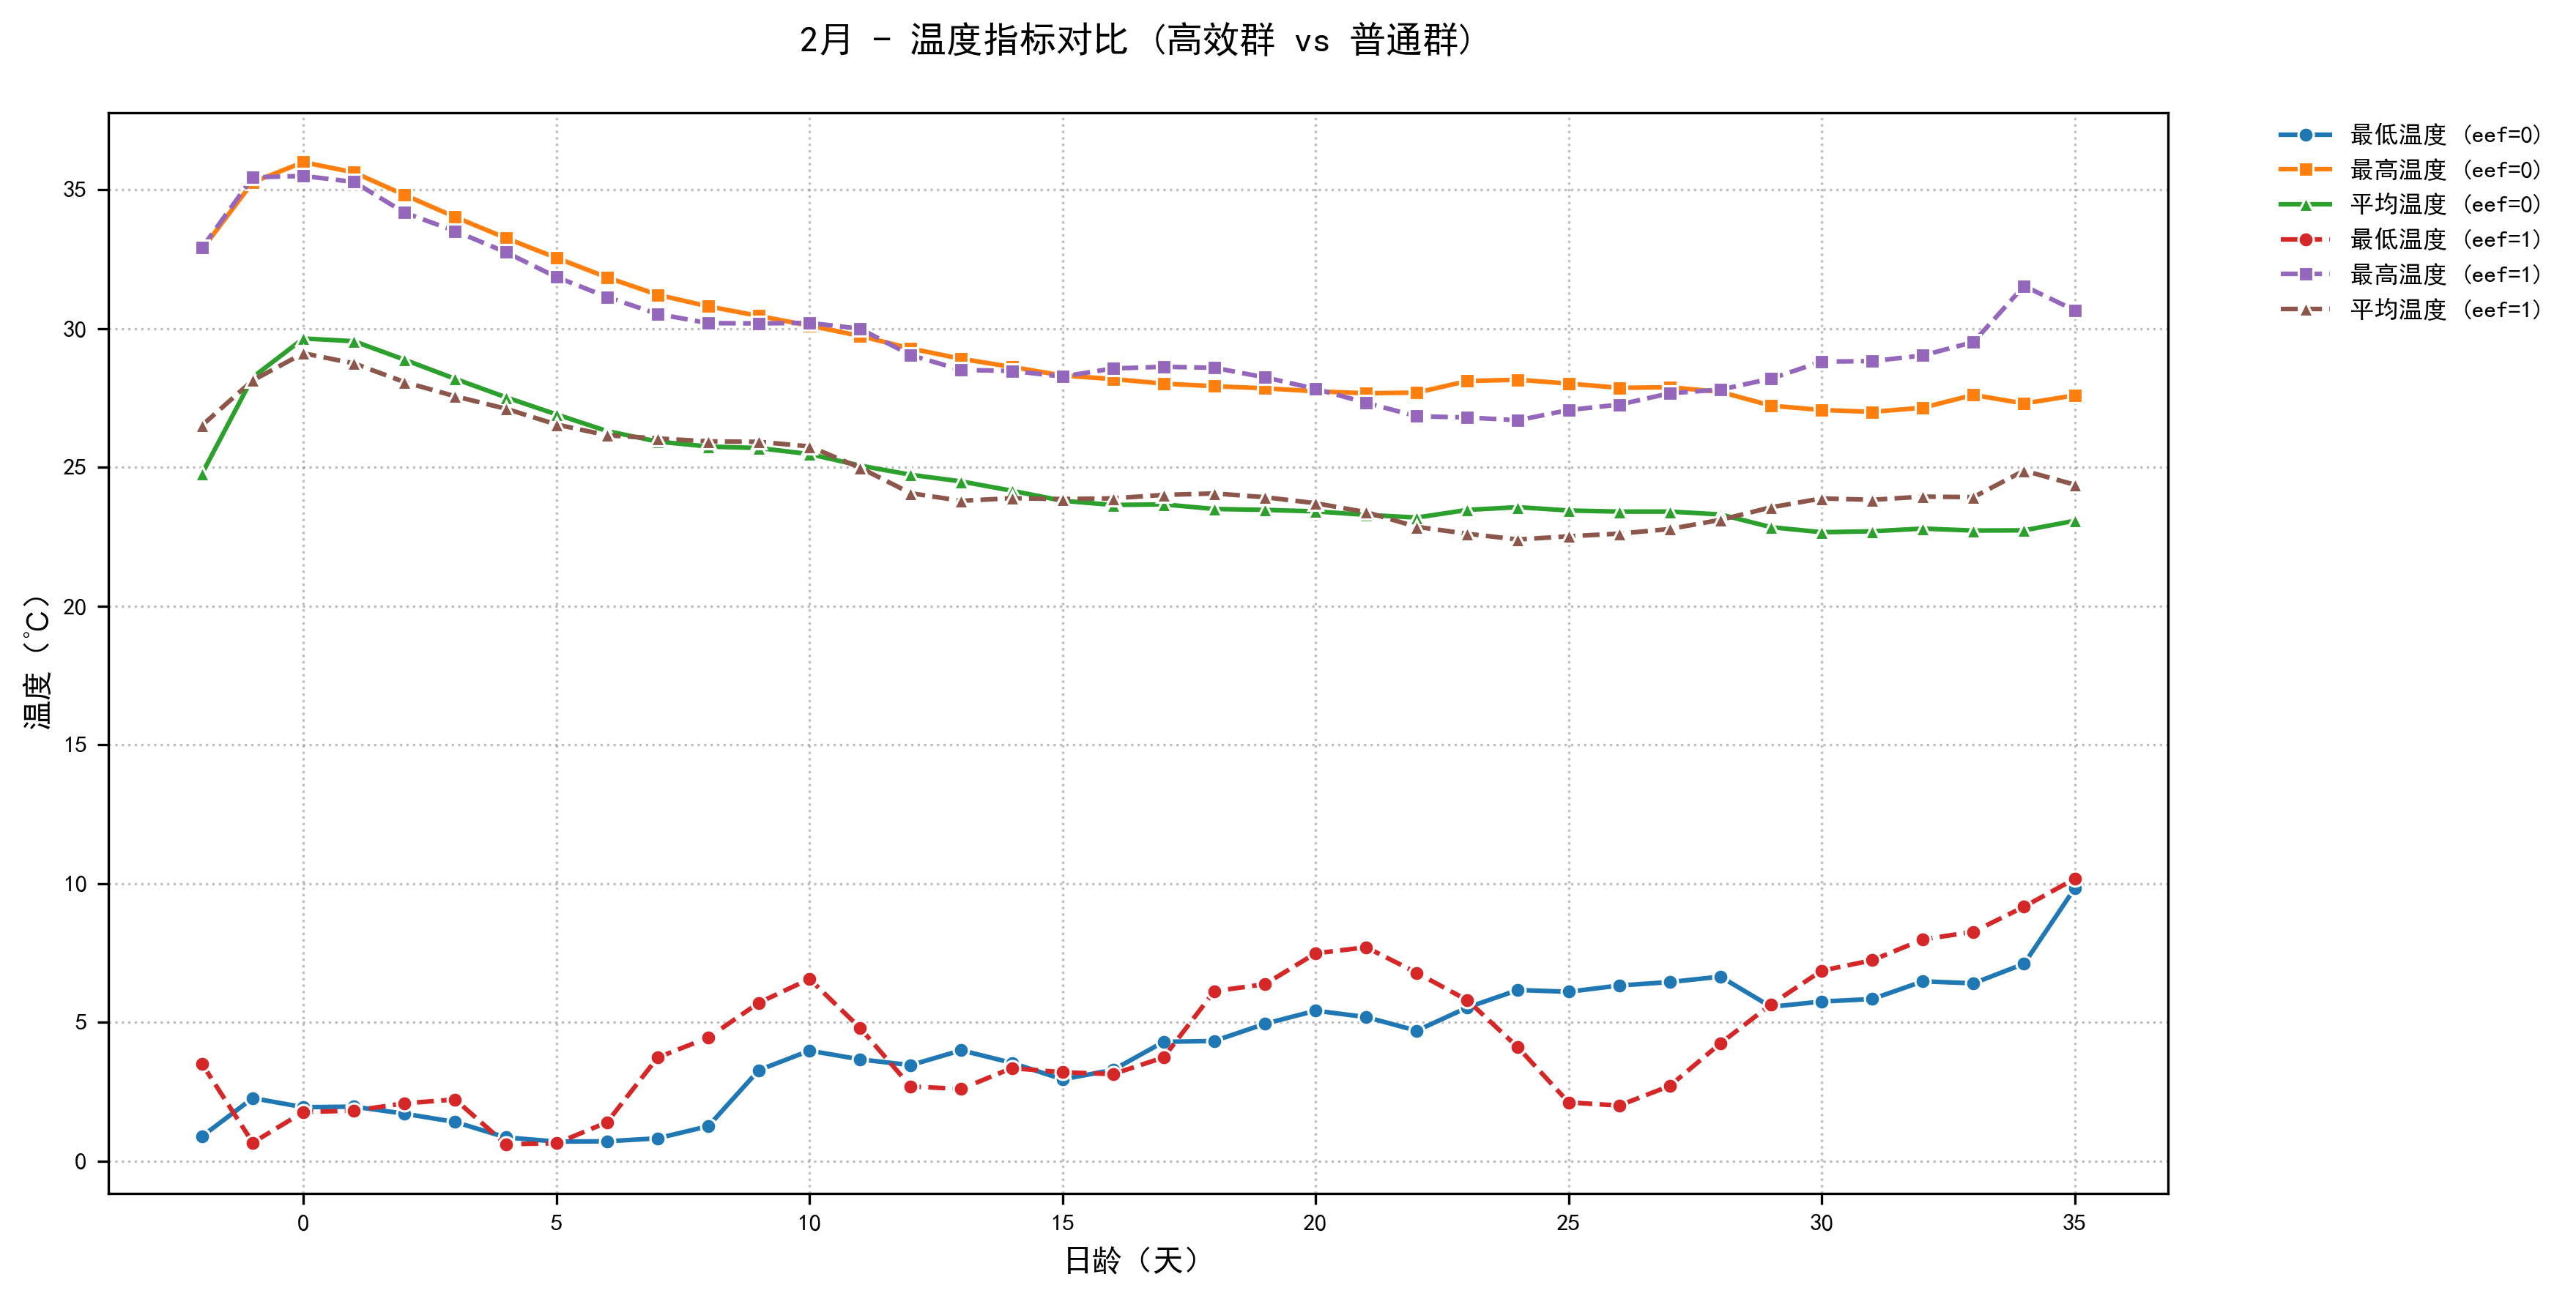 2月 - 温度指标对比 (高效群 vs 普通群)
最低温度 (eef=0)
最高温度 (eef=0)
平均温度 (eef=0)
最低温度 (eef=1)
最高温度 (eef=1)
平均温度 (eef=1)
温度 (℃)
35
30
25
20
15
10
5
0
0 5 10 15 20 25 30 35
日龄 (天)